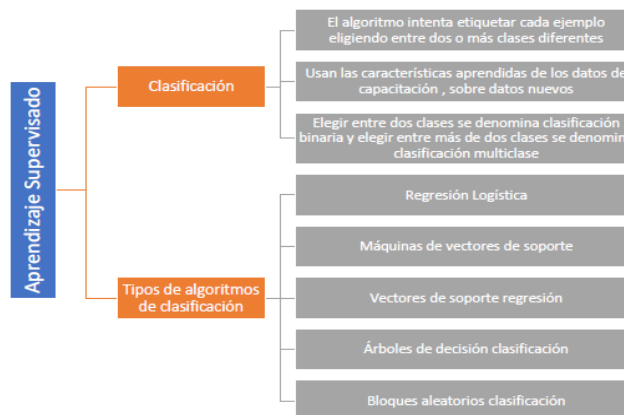 Aprendizaje Supervisado
Clasificación
El algoritmo intenta etiquetar cada ejemplo
eligiendo entre dos o más clases diferentes
Usan las características aprendidas de los datos de
capacitación , sobre datos nuevos
Elegir entre dos clases se denomina clasificación
binaria y elegir entre más de dos clases se denomin
clasificación multiclase
Tipos de algoritmos
de clasificación
Regresión Logística
Máquinas de vectores de soporte
Vectores de soporte regresión
Árboles de decisión clasificación
Bloques aleatorios clasificación